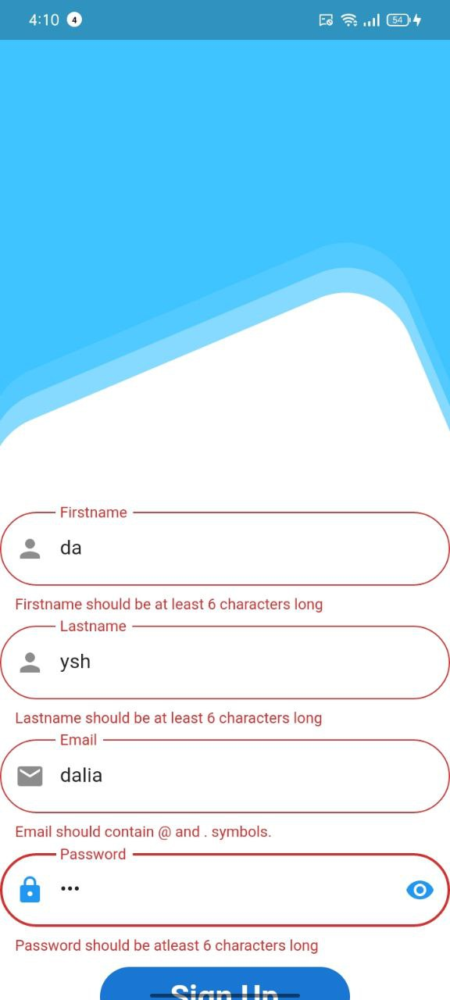 4:10 4 54
Firstname
da
Firstname should be at least 6 characters long
Lastname
ysh
Lastname should be at least 6 characters long
Email
dalia
Email should contain @ and . symbols.
Password
•••
Password should be atleast 6 characters long
Sign Up